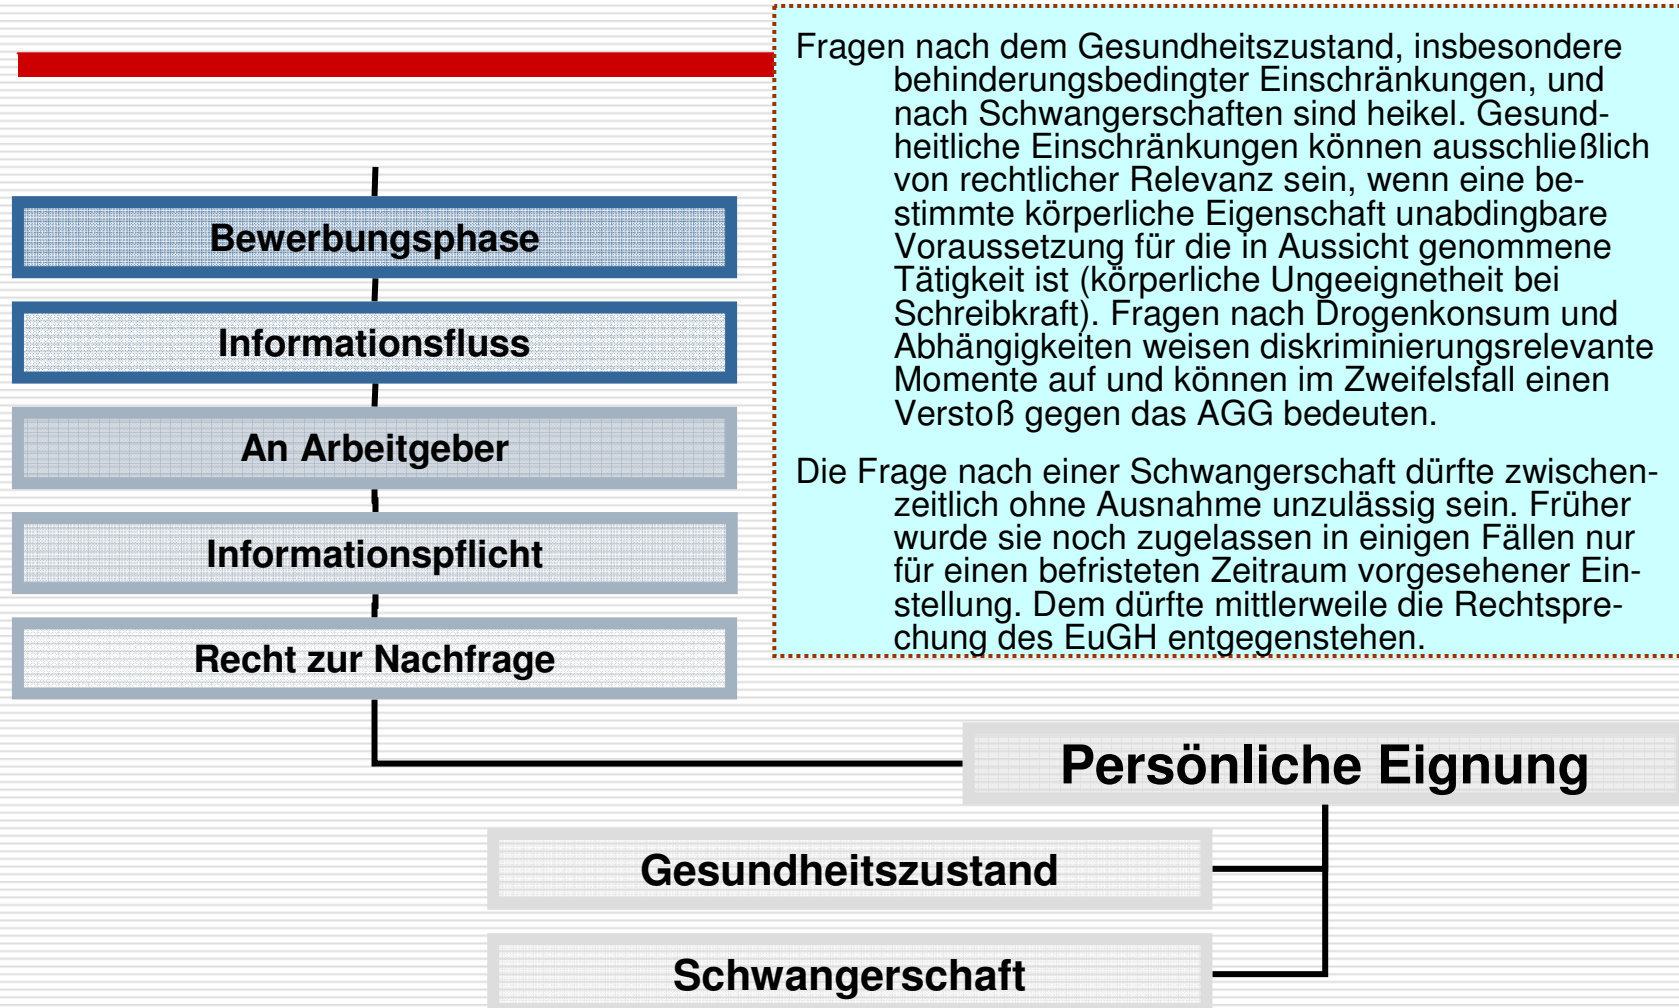 Fragen nach dem Gesundheitszustand, insbesondere
behinderungsbedingter Einschränkungen, und
nach Schwangerschaften sind heikel. Gesund-
heitliche Einschränkungen können ausschließlich
von rechtlicher Relevanz sein, wenn eine be-
stimmte körperliche Eigenschaft unabdingbare
Voraussetzung für die in Aussicht genommene
Tätigkeit ist (körperliche Ungeeignetheit bei
Schreibkraft). Fragen nach Drogenkonsum und
Abhängigkeiten weisen diskriminierungsrelevante
Momente auf und können im Zweifelsfall einen
Verstoß gegen das AGG bedeuten.
Die Frage nach einer Schwangerschaft dürfte zwischen-
zeitlich ohne Ausnahme unzulässig sein. Früher
wurde sie noch zugelassen in einigen Fällen nur
für einen befristeten Zeitraum vorgesehener Ein-
stellung. Dem dürfte mittlerweile die Rechtspre-
chung des EuGH entgegenstehen.
Bewerbungsphase
Informationsfluss
An Arbeitgeber
Informationspflicht
Recht zur Nachfrage
Persönliche Eignung
Gesundheitszustand
Schwangerschaft